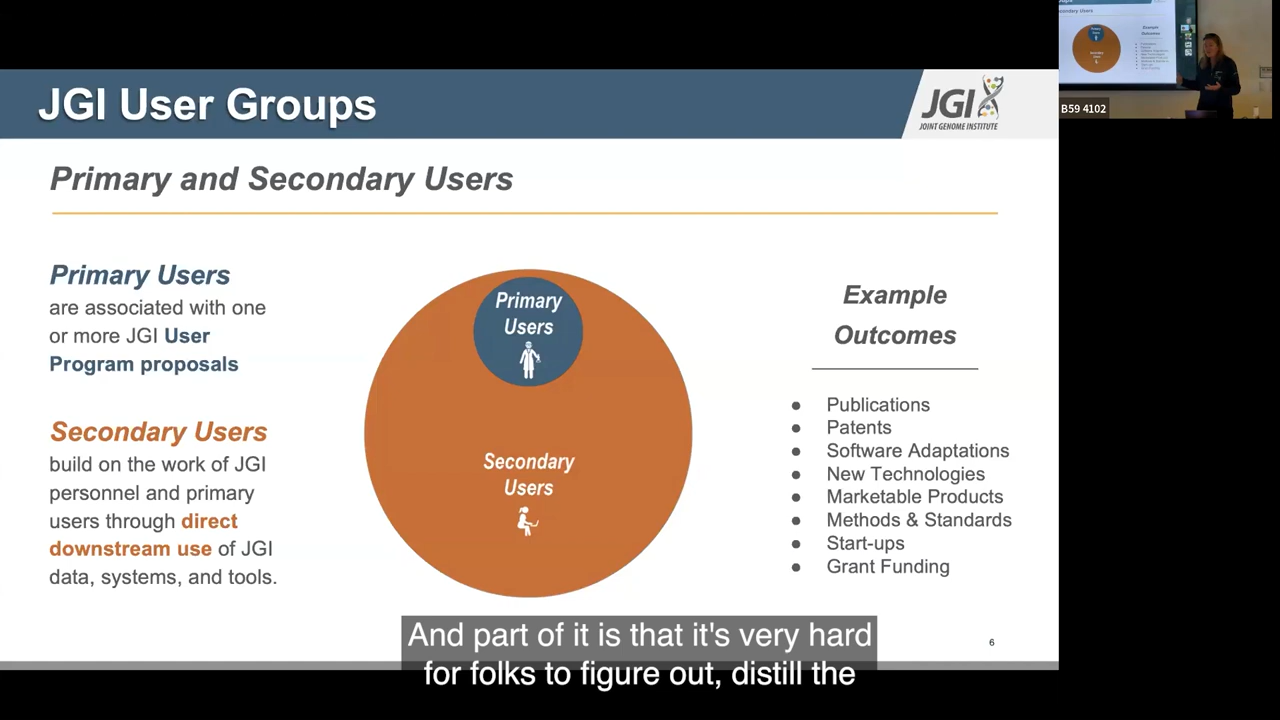 JGI User Groups
JGI
JOINT GENOME INSTITUTE
Primary and Secondary Users
Primary Users
are associated with one
or more JGI User
Program proposals
Secondary Users
build on the work of JGI
personnel and primary
users through direct
downstream use of JGI
data, systems, and tools.
Primary
Users
Secondary
Users
Example
Outcomes
● Publications
● Patents
● Software Adaptations
● New Technologies
● Marketable Products
● Methods & Standards
● Start-ups
● Grant Funding
6
And part of it is that it's very hard
for folks to figure out, distill the
B59 4102
Example
Outcomes